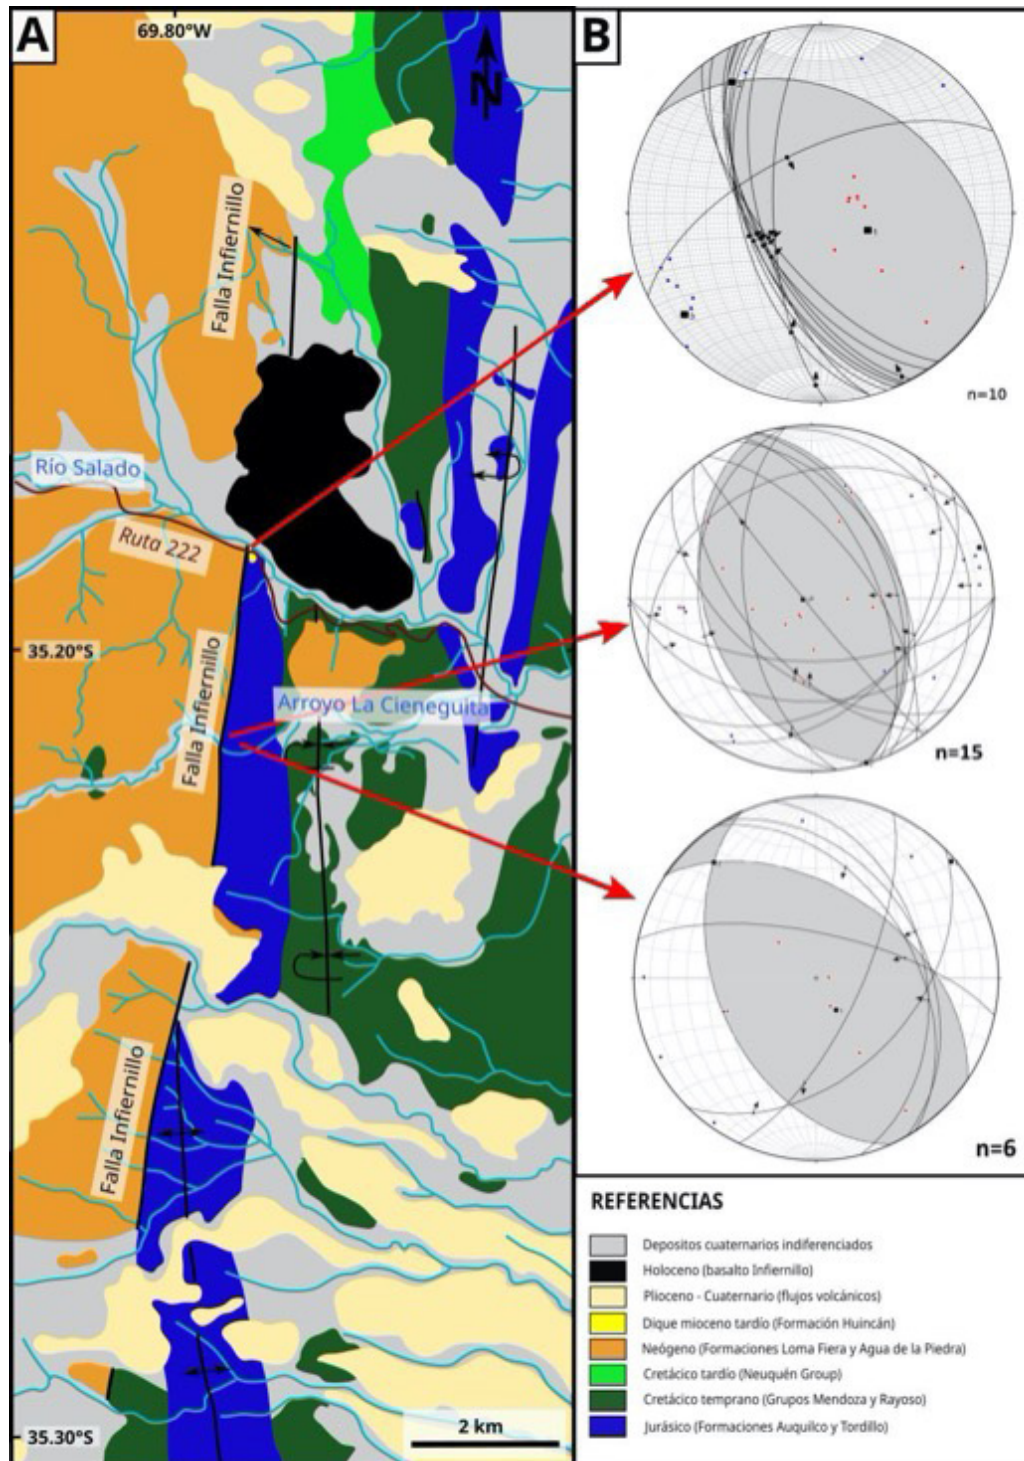 A
69.80°W
N
Falla Infiernillo
Río Salado
Ruta 222
35.20°S
Falla Infiernillo
Arroyo La Cieneguita
Falla Infiernillo
2 km
35.30°S
B
n=10
n=15
n=6
REFERENCIAS
Depositos cuaternarios indiferenciados
Holoceno (basalto Infiernillo)
Plioceno - Cuaternario (flujos volcánicos)
Dique mioceno tardío (Formación Huincán)
Neógeno (Formaciones Loma Fiera y Agua de la Piedra)
Cretácico tardío (Neuquén Group)
Cretácico temprano (Grupos Mendoza y Rayoso)
Jurásico (Formaciones Auquilco y Tordillo)